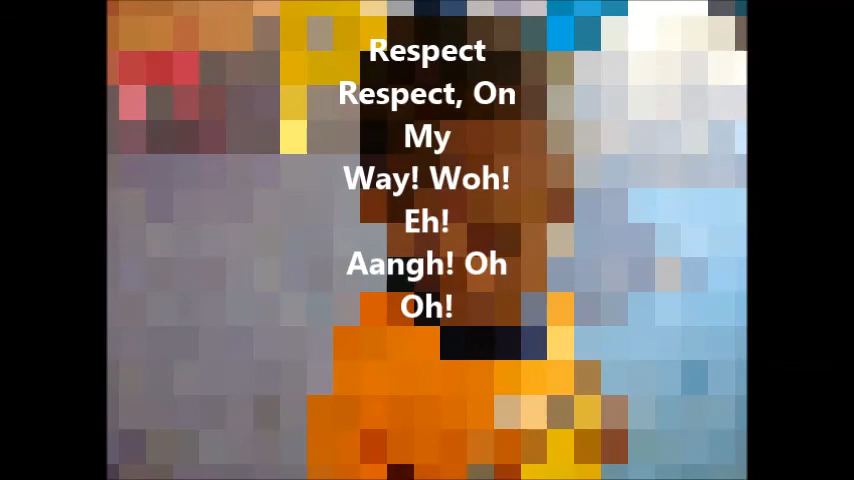 Respect
Respect, On
My
Way! Woh!
Eh!
Aangh! Oh
Oh!